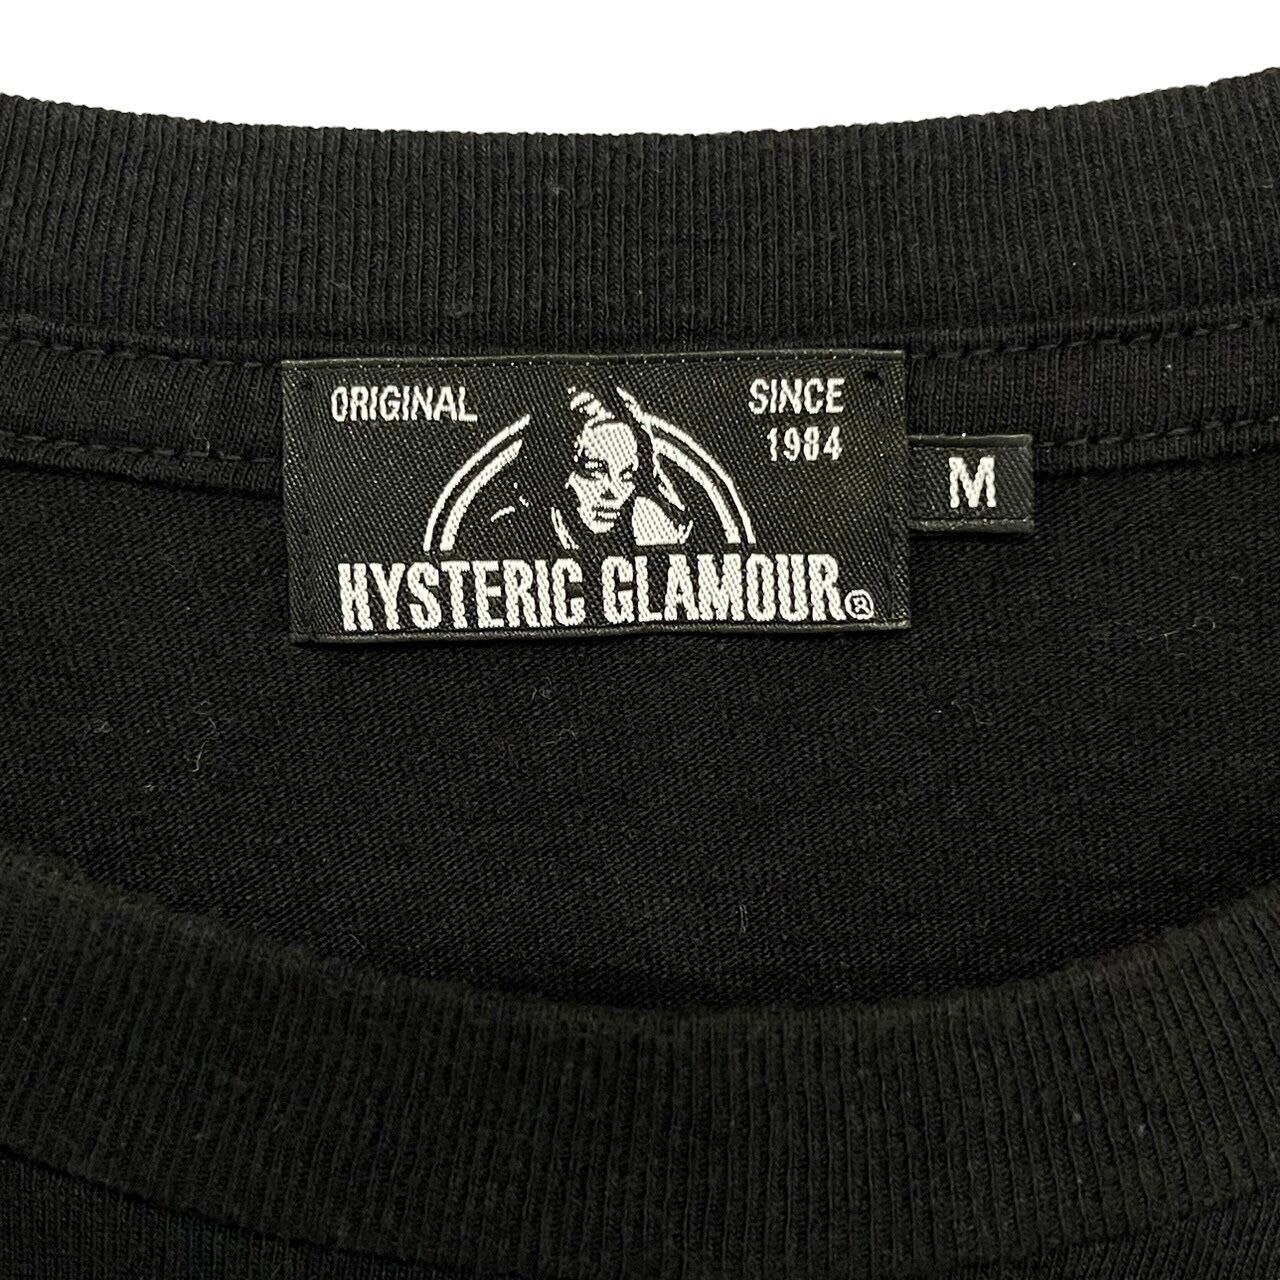 ORIGINAL
SINCE
1984
HYSTERIC GLAMOUR®
M